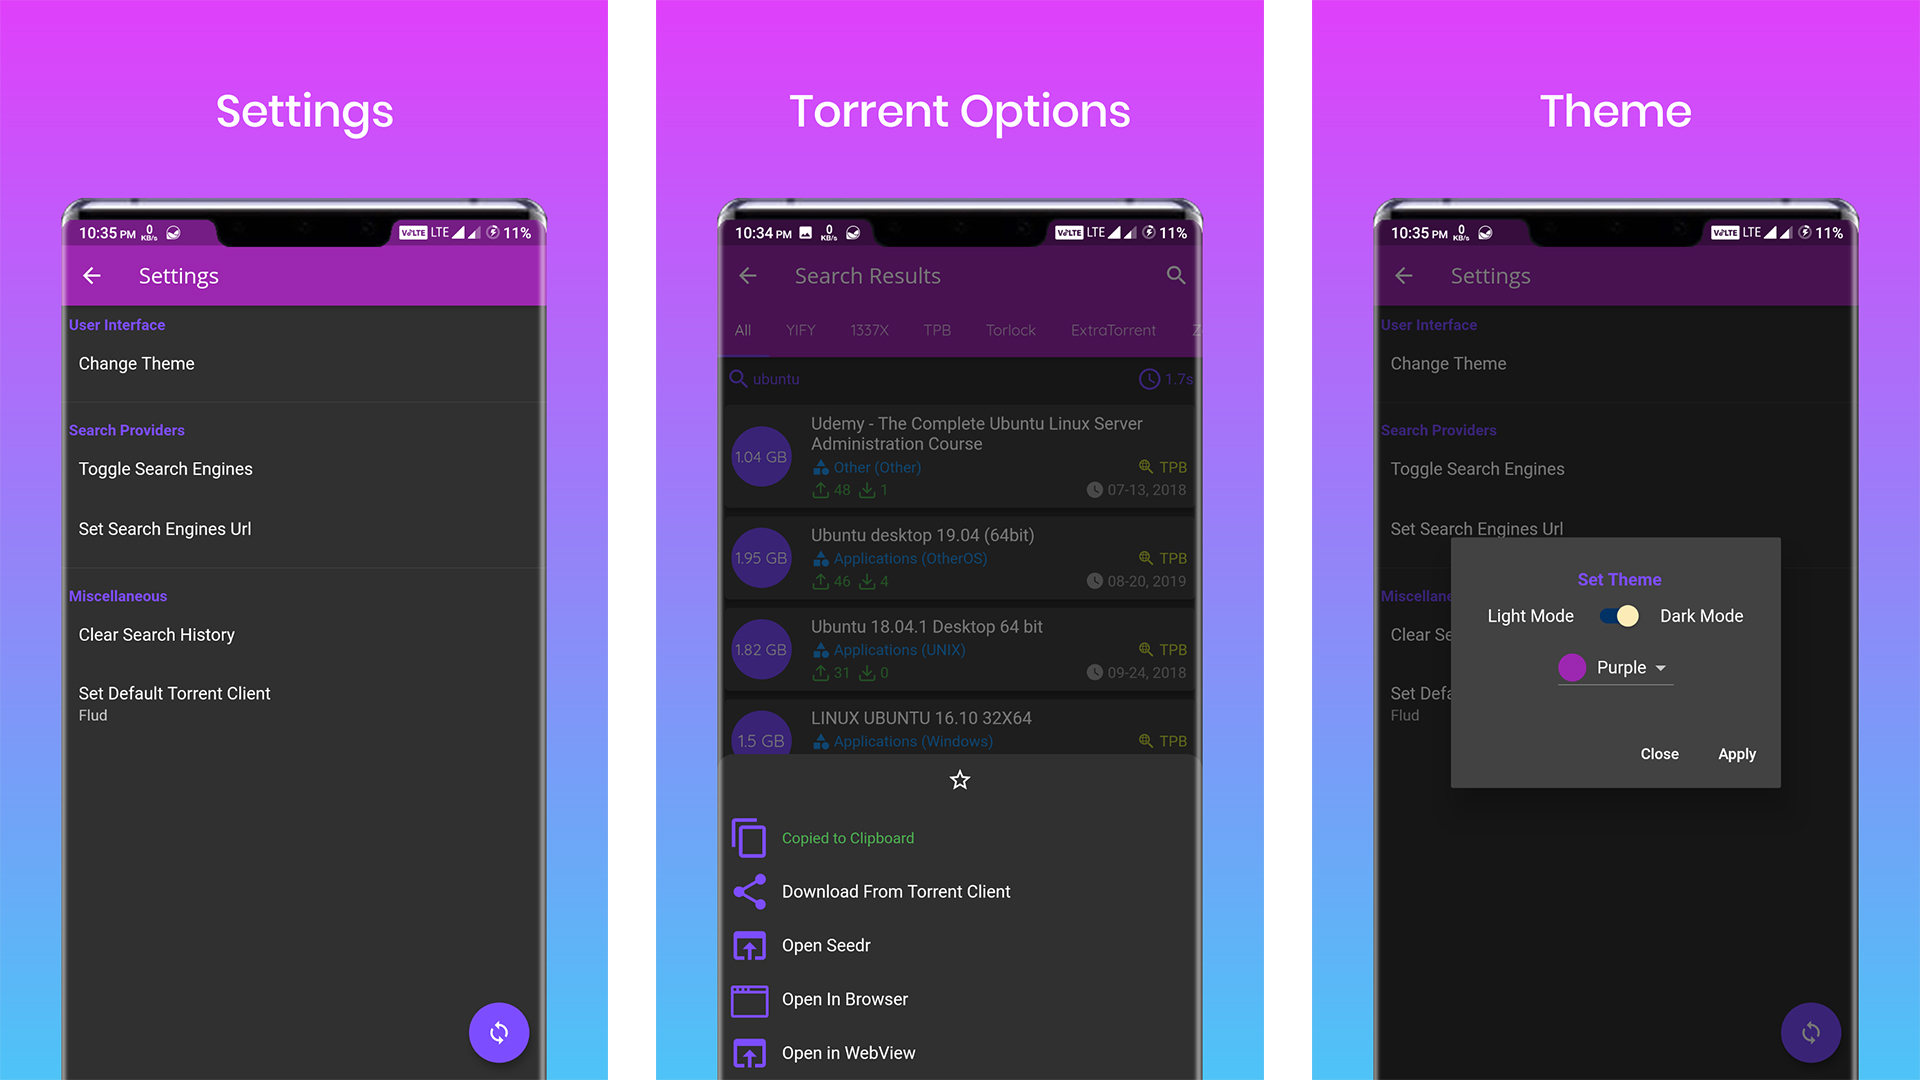 Settings
10:35 PM 0 KB/s VoLTE LTE 11%
Settings
User Interface
Change Theme
Search Providers
Toggle Search Engines
Set Search Engines Url
Miscellaneous
Clear Search History
Set Default Torrent Client
Flud
Torrent Options
10:34 PM 0 KB/s VoLTE LTE 11%
Search Results
All YIFY 1337X TPB Torlock ExtraTorrent Z
ubuntu 1.7s
Udemy - The Complete Ubuntu Linux Server
Administration Course
1.04 GB
Other (Other) TPB
48 1 07-13, 2018
Ubuntu desktop 19.04 (64bit)
1.95 GB
Applications (OtherOS) TPB
46 4 08-20, 2019
Ubuntu 18.04.1 Desktop 64 bit
1.82 GB
Applications (UNIX) TPB
31 0 09-24, 2018
LINUX UBUNTU 16.10 32X64
1.5 GB
Applications (Windows) TPB
Copied to Clipboard
Download From Torrent Client
Open Seedr
Open In Browser
Open in WebView
Theme
10:35 PM 0 KB/s VoLTE LTE 11%
Settings
User Interface
Change Theme
Search Providers
Toggle Search Engines
Set Search Engines Url
Miscellane
Clear Se
Set Defa
Flud
Set Theme
Light Mode Dark Mode
Purple
Close Apply